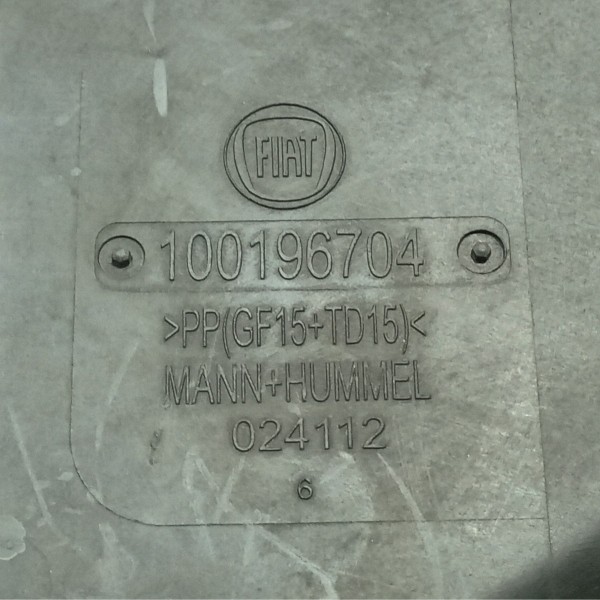 FIAT
100196704
>PP(GF15+TD15)<
MANN+HUMMEL
024112
6